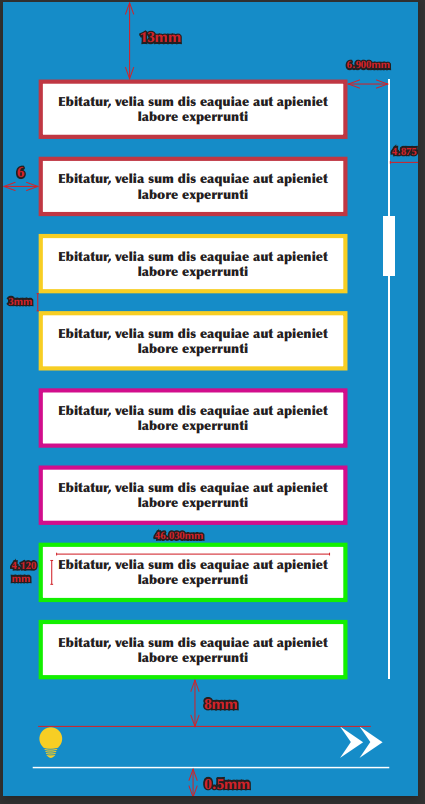 13mm
6.900mm
Ebitatur, velia sum dis eaquiae aut apieniet
labore experrunti
4.875
6
Ebitatur, velia sum dis eaquiae aut apieniet
labore experrunti
Ebitatur, velia sum dis eaquiae aut apieniet
labore experrunti
3mm
Ebitatur, velia sum dis eaquiae aut apieniet
labore experrunti
Ebitatur, velia sum dis eaquiae aut apieniet
labore experrunti
Ebitatur, velia sum dis eaquiae aut apieniet
labore experrunti
46.030mm
4.120
mm
Ebitatur, velia sum dis eaquiae aut apieniet
labore experrunti
Ebitatur, velia sum dis eaquiae aut apieniet
labore experrunti
8mm
0.5mm